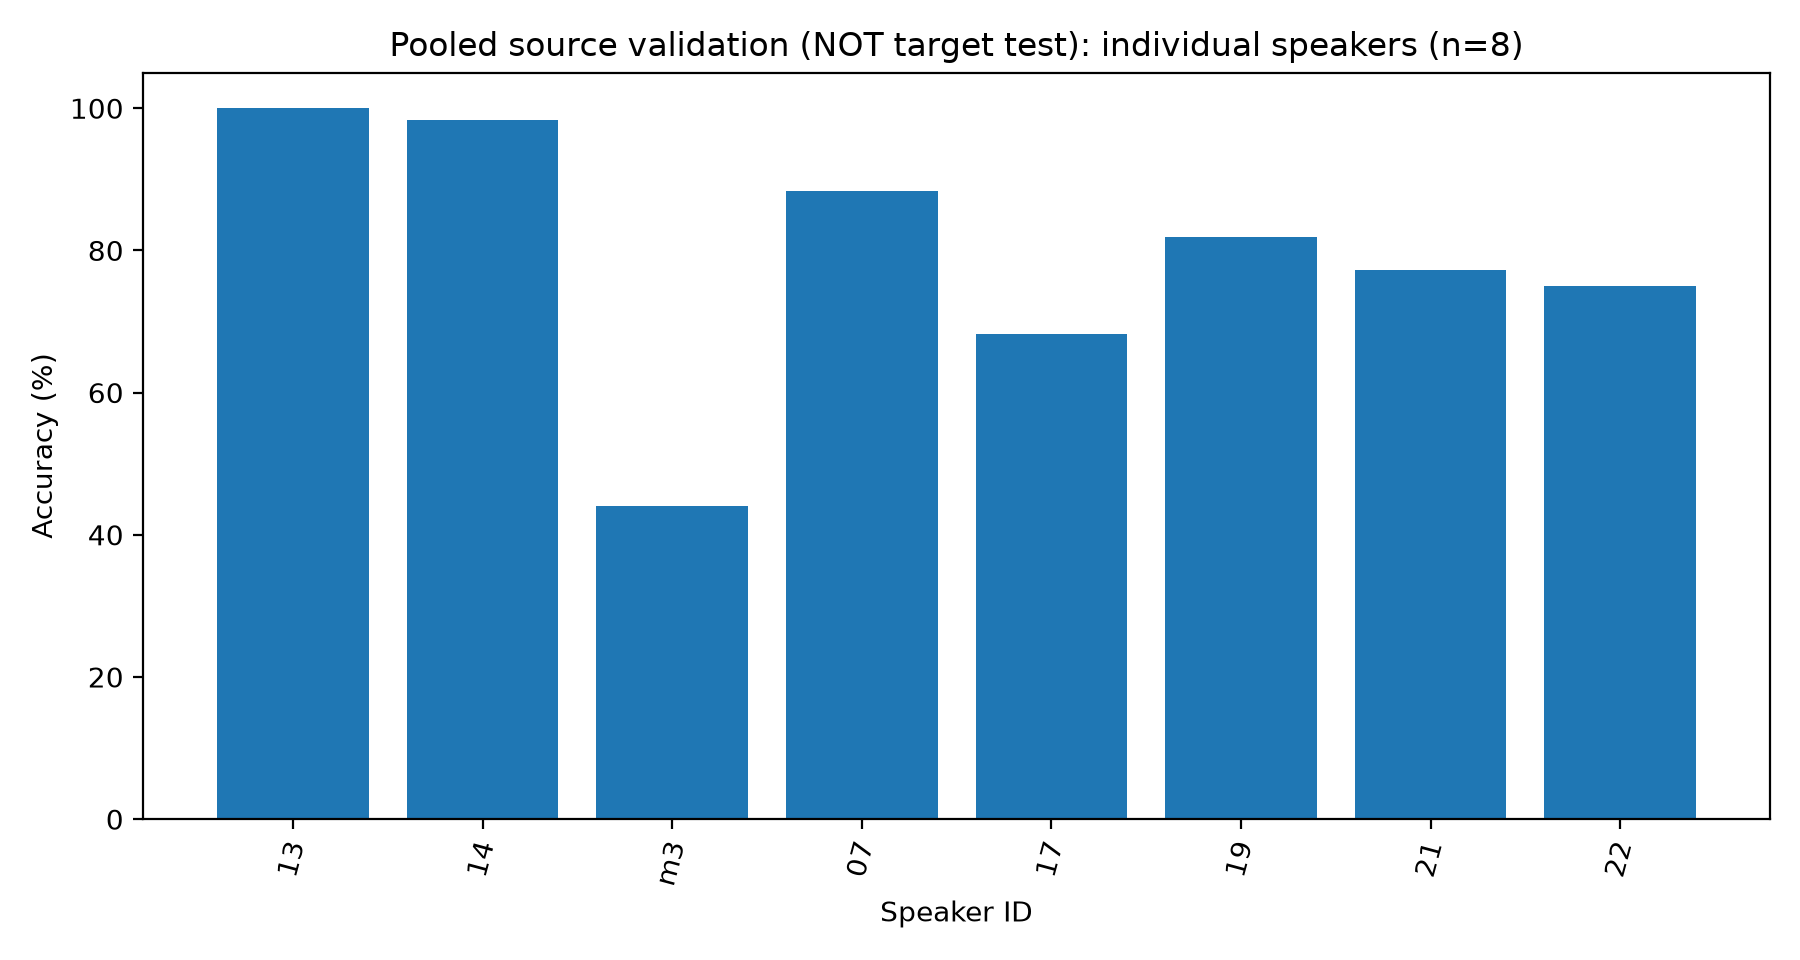 Pooled source validation (NOT target test): individual speakers (n=8)
Accuracy (%)
100
80
60
40
20
0
13 14 m3 07 17 19 21 22
Speaker ID